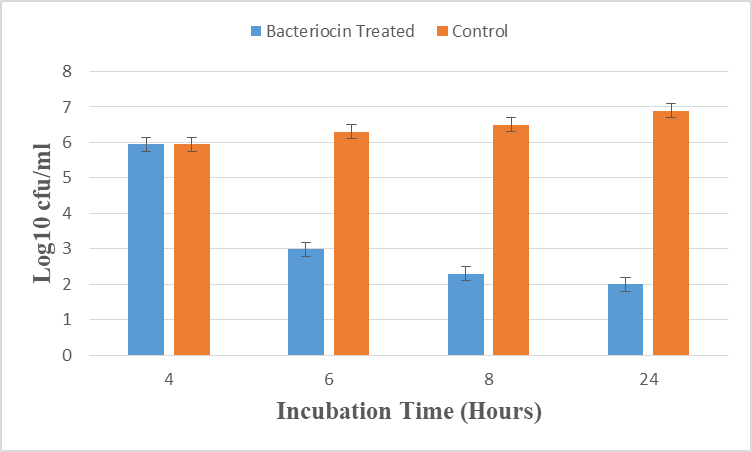 Bacteriocin Treated Control
8
7
6
5
4
3
2
1
0
Log10 cfu/ml
4 6 8 24
Incubation Time (Hours)